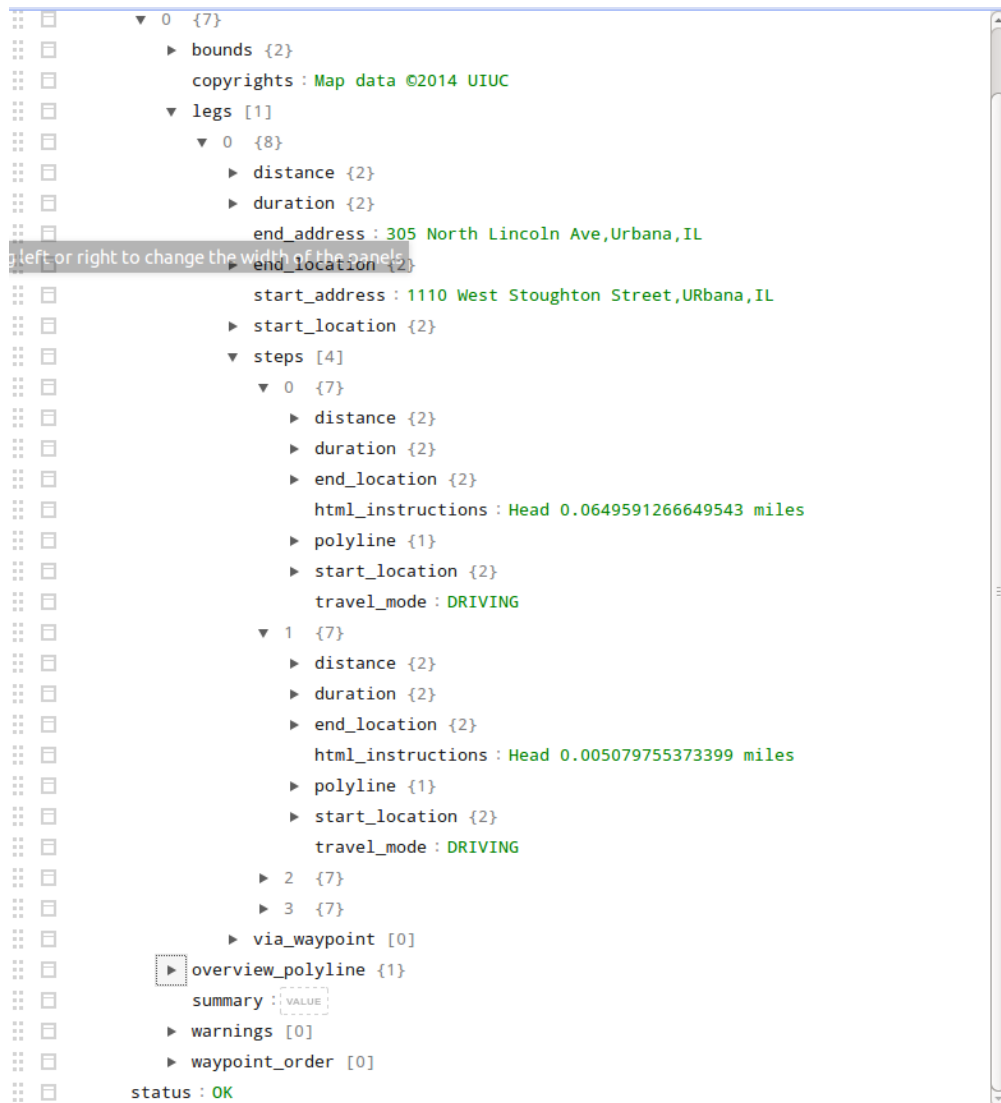 0 {7}
bounds {2}
copyrights : Map data ©2014 UIUC
legs [1]
0 {8}
distance {2}
duration {2}
end_address : 305 North Lincoln Ave,Urbana,IL
left or right to change the width of the panels
end_location {2}
start_address : 1110 West Stoughton Street,URbana,IL
start_location {2}
steps [4]
0 {7}
distance {2}
duration {2}
end_location {2}
html_instructions : Head 0.0649591266649543 miles
polyline {1}
start_location {2}
travel_mode : DRIVING
1 {7}
distance {2}
duration {2}
end_location {2}
html_instructions : Head 0.005079755373399 miles
polyline {1}
start_location {2}
travel_mode : DRIVING
2 {7}
3 {7}
via_waypoint [0]
overview_polyline {1}
summary : VALUE
warnings [0]
waypoint_order [0]
status : OK